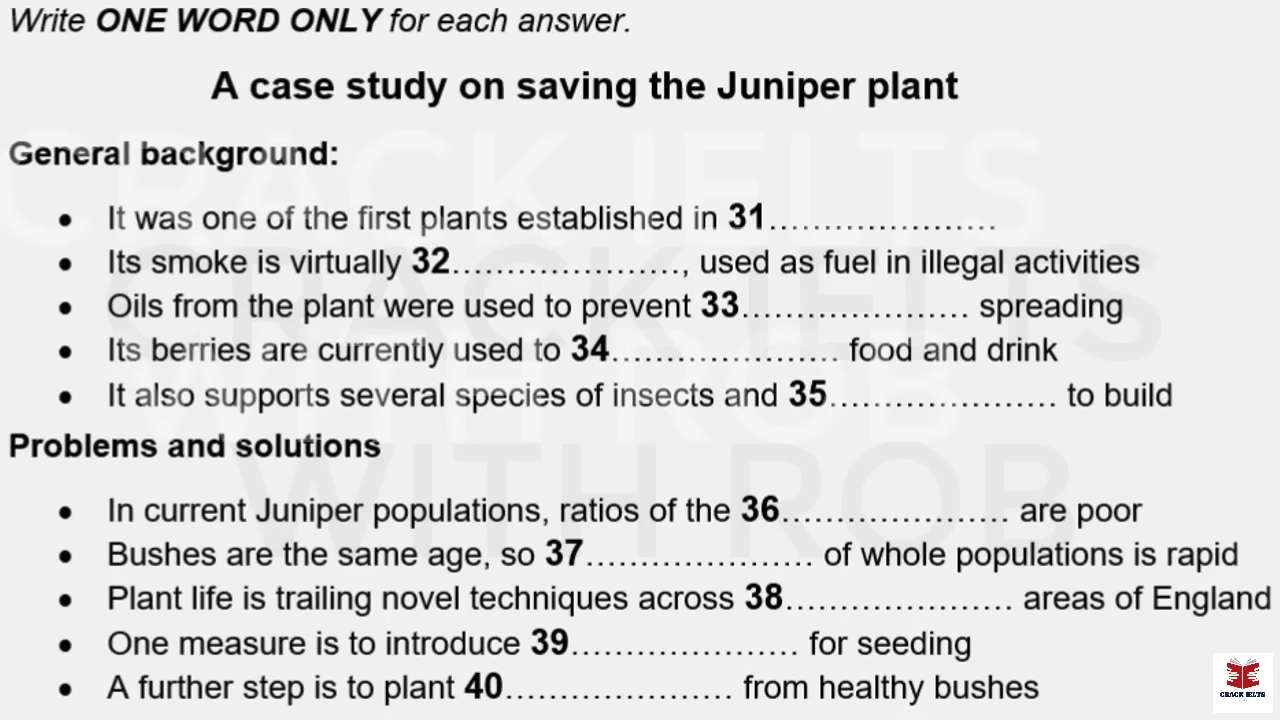 Write ONE WORD ONLY for each answer.
A case study on saving the Juniper plant
General background:
• It was one of the first plants established in 31.....................
• Its smoke is virtually 32....................., used as fuel in illegal activities
• Oils from the plant were used to prevent 33..................... spreading
• Its berries are currently used to 34..................... food and drink
• It also supports several species of insects and 35..................... to build
Problems and solutions
• In current Juniper populations, ratios of the 36..................... are poor
• Bushes are the same age, so 37..................... of whole populations is rapid
• Plant life is trailing novel techniques across 38..................... areas of England
• One measure is to introduce 39..................... for seeding
• A further step is to plant 40..................... from healthy bushes
CRACK IELTS
WITH ROB
CRACK IELTS